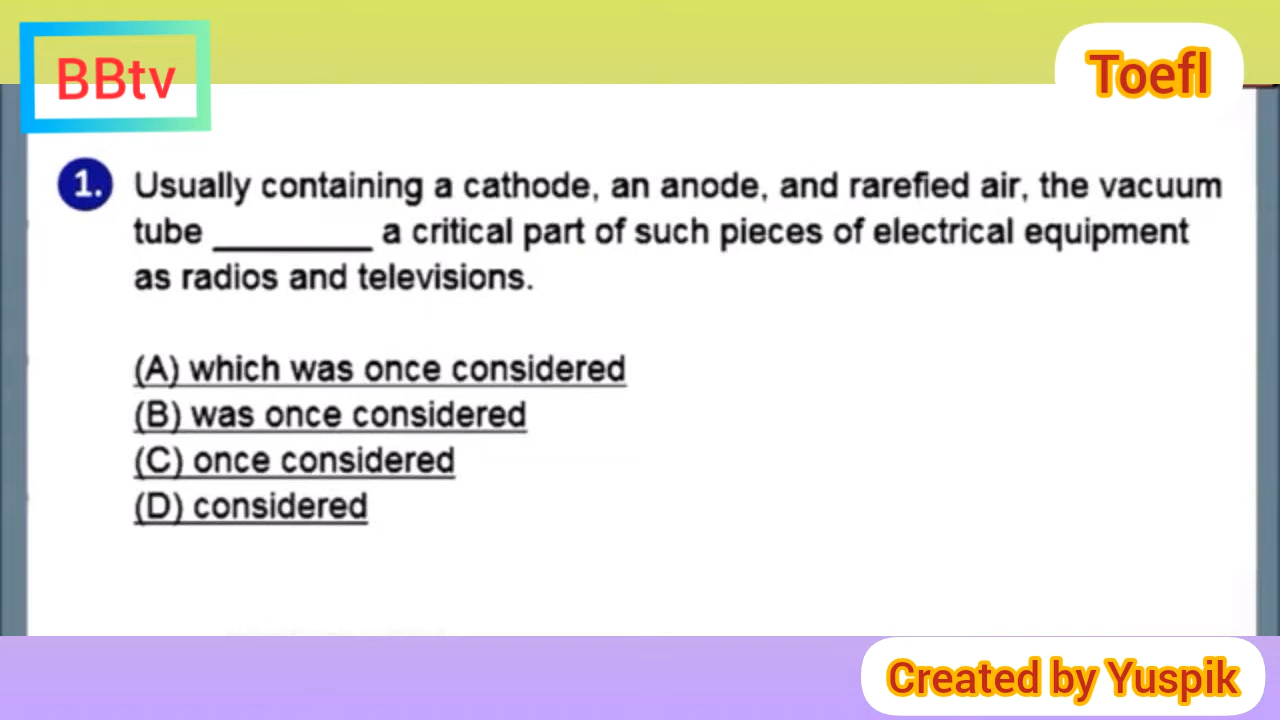 BBtv
Toefl
1. Usually containing a cathode, an anode, and rarefied air, the vacuum
tube ________ a critical part of such pieces of electrical equipment
as radios and televisions.
(A) which was once considered
(B) was once considered
(C) once considered
(D) considered
Created by Yuspik